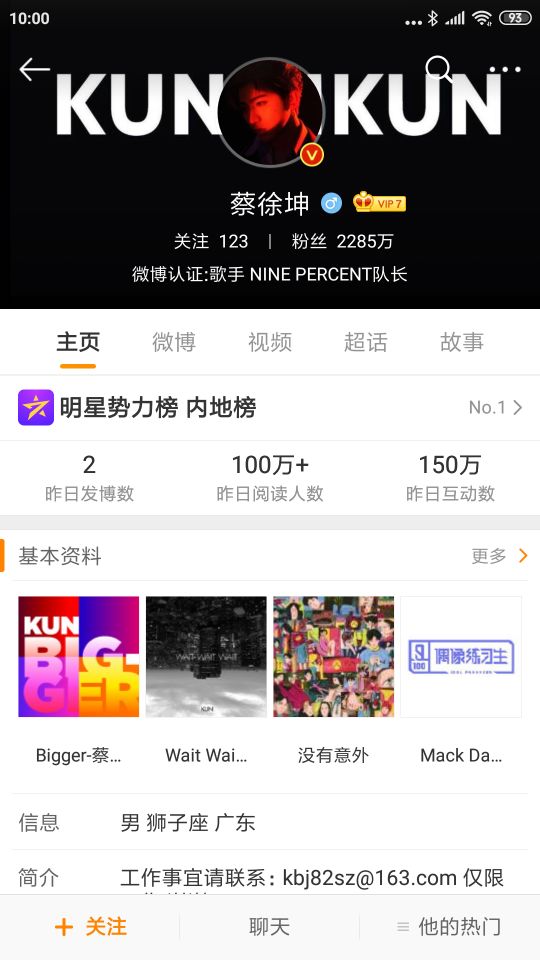 10:00
93
KUN KUN
蔡徐坤 VIP 7
关注 123 | 粉丝 2285万
微博认证:歌手 NINE PERCENT队长
主页 微博 视频 超话 故事
明星势力榜 内地榜 No.1
2 100万+ 150万
昨日发博数 昨日阅读人数 昨日互动数
基本资料 更多
KUN
BIG-
GER
WAIT WAIT WAIT
KUN
偶像练习生
IDOL PRODUCER
100
Bigger-蔡... Wait Wai... 没有意外 Mack Da...
信息 男 狮子座 广东
简介 工作事宜请联系：kbj82sz@163.com 仅限
+ 关注 聊天 他的热门